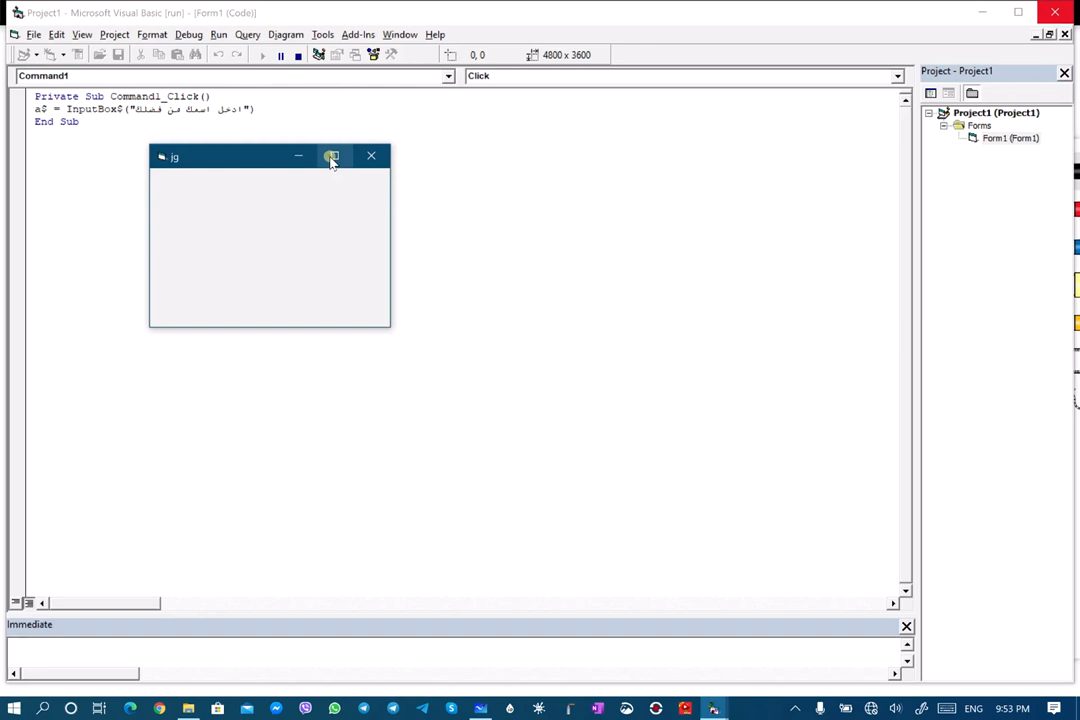 Project1 - Microsoft Visual Basic [run] - [Form1 (Code)]
File Edit View Project Format Debug Run Query Diagram Tools Add-Ins Window Help
0, 0 4800 x 3600
Command1 Click
Project - Project1
Private Sub Command1_Click()
a$ = InputBox$("ادخل اسمك من فضلك")
End Sub
Project1 (Project1)
Forms
Form1 (Form1)
jg
Immediate
ENG 9:53 PM